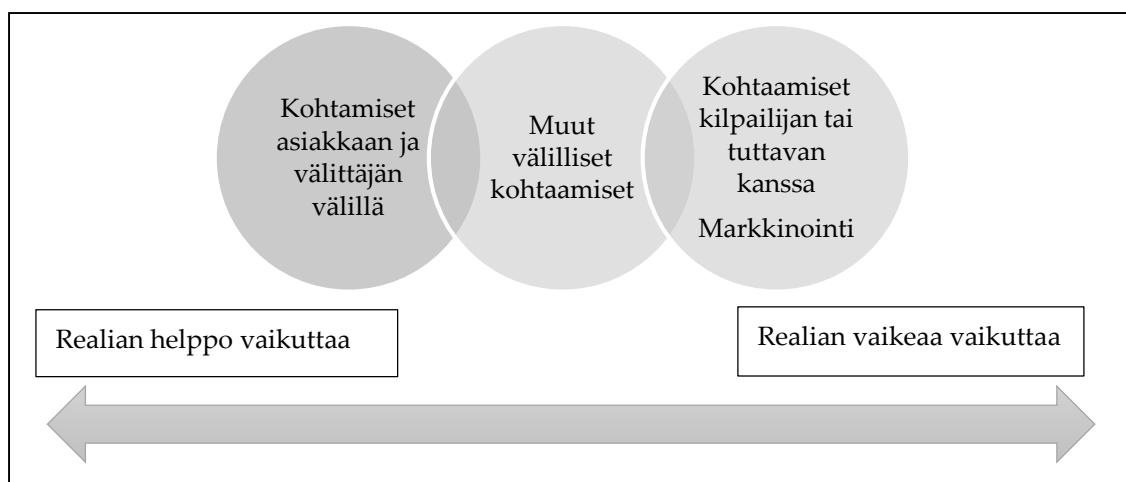 Kohtamiset
asiakkaan ja
välittäjän
välillä
Muut
välilliset
kohtaamiset
Kohtaamiset
kilpailijan tai
tuttavan
kanssa
Markkinointi
Realian helppo vaikuttaa
Realian vaikeaa vaikuttaa